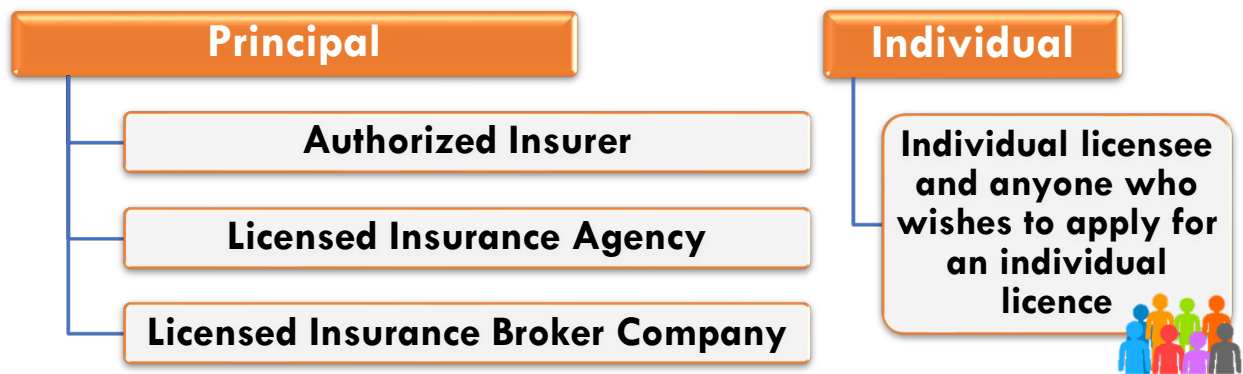 Principal
Authorized Insurer
Licensed Insurance Agency
Licensed Insurance Broker Company
Individual
Individual licensee
and anyone who
wishes to apply for
an individual
licence